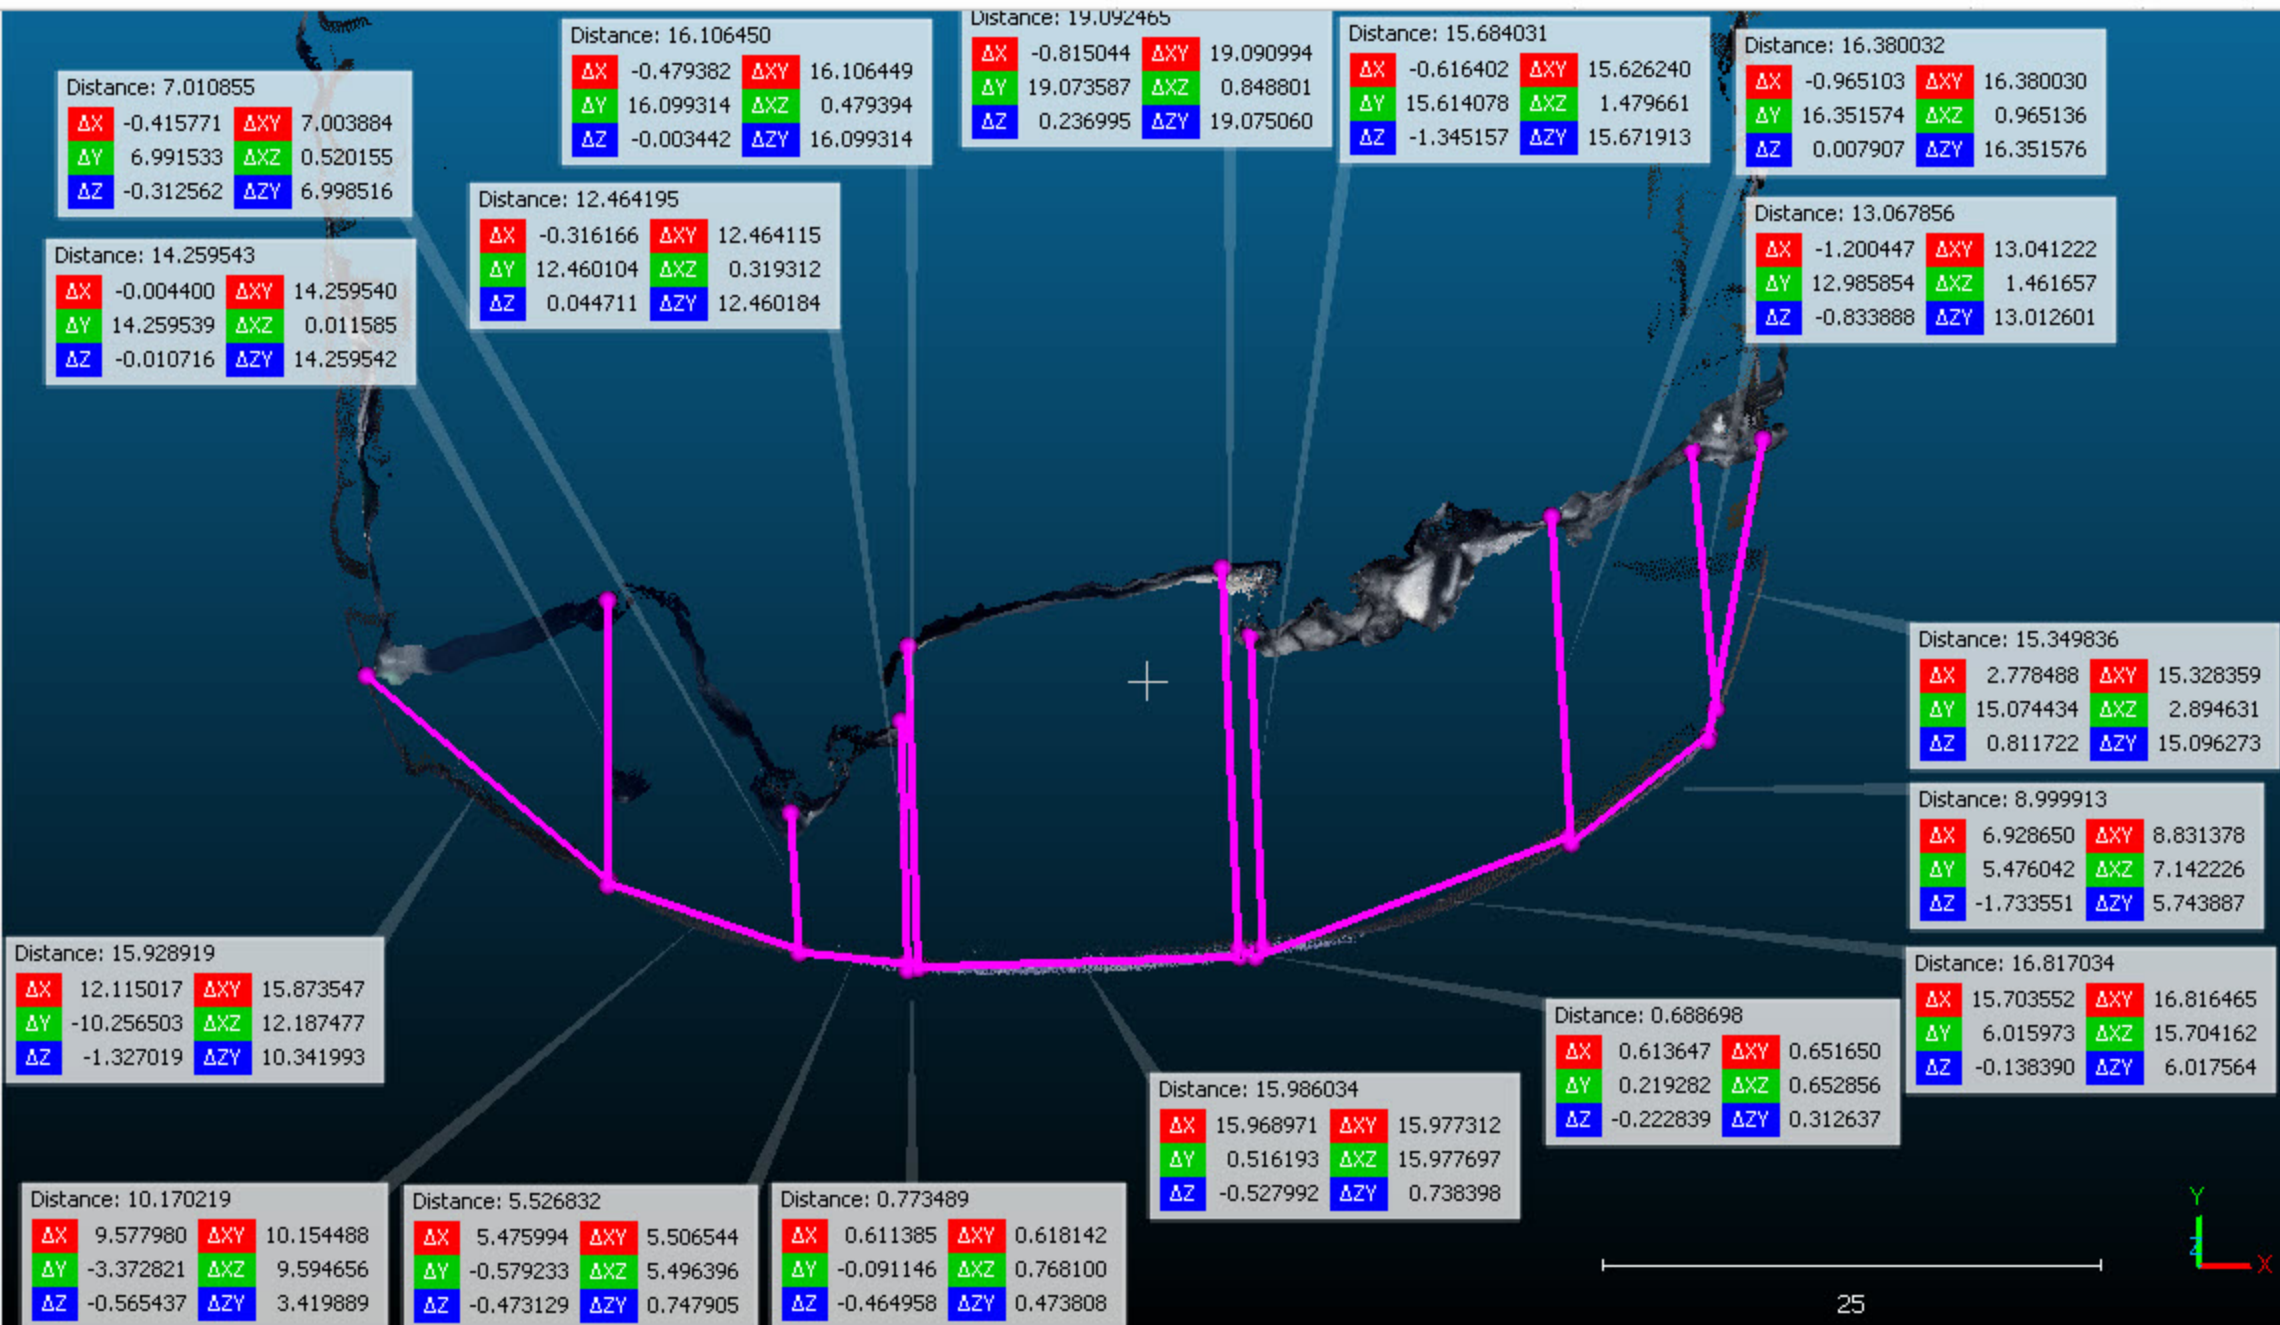 Distance: 7.010855
ΔX -0.415771 ΔXY 7.003884
ΔY 6.991533 ΔXZ 0.520155
ΔZ -0.312562 ΔZY 6.998516
Distance: 16.106450
ΔX -0.479382 ΔXY 16.106449
ΔY 16.099314 ΔXZ 0.479394
ΔZ -0.003442 ΔZY 16.099314
Distance: 19.092465
ΔX -0.815044 ΔXY 19.090994
ΔY 19.073587 ΔXZ 0.848801
ΔZ 0.236995 ΔZY 19.075060
Distance: 15.684031
ΔX -0.616402 ΔXY 15.626240
ΔY 15.614078 ΔXZ 1.479661
ΔZ -1.345157 ΔZY 15.671913
Distance: 16.380032
ΔX -0.965103 ΔXY 16.380030
ΔY 16.351574 ΔXZ 0.965136
ΔZ 0.007907 ΔZY 16.351576
Distance: 14.259543
ΔX -0.004400 ΔXY 14.259540
ΔY 14.259539 ΔXZ 0.011585
ΔZ -0.010716 ΔZY 14.259542
Distance: 12.464195
ΔX -0.316166 ΔXY 12.464115
ΔY 12.460104 ΔXZ 0.319312
ΔZ 0.044711 ΔZY 12.460184
Distance: 13.067856
ΔX -1.200447 ΔXY 13.041222
ΔY 12.985854 ΔXZ 1.461657
ΔZ -0.833888 ΔZY 13.012601
Distance: 15.349836
ΔX 2.778488 ΔXY 15.328359
ΔY 15.074434 ΔXZ 2.894631
ΔZ 0.811722 ΔZY 15.096273
Distance: 8.999913
ΔX 6.928650 ΔXY 8.831378
ΔY 5.476042 ΔXZ 7.142226
ΔZ -1.733551 ΔZY 5.743887
Distance: 15.928919
ΔX 12.115017 ΔXY 15.873547
ΔY -10.256503 ΔXZ 12.187477
ΔZ -1.327019 ΔZY 10.341993
Distance: 16.817034
ΔX 15.703552 ΔXY 16.816465
ΔY 6.015973 ΔXZ 15.704162
ΔZ -0.138390 ΔZY 6.017564
Distance: 0.688698
ΔX 0.613647 ΔXY 0.651650
ΔY 0.219282 ΔXZ 0.652856
ΔZ -0.222839 ΔZY 0.312637
Distance: 15.986034
ΔX 15.968971 ΔXY 15.977312
ΔY 0.516193 ΔXZ 15.977697
ΔZ -0.527992 ΔZY 0.738398
Distance: 10.170219
ΔX 9.577980 ΔXY 10.154488
ΔY -3.372821 ΔXZ 9.594656
ΔZ -0.565437 ΔZY 3.419889
Distance: 5.526832
ΔX 5.475994 ΔXY 5.506544
ΔY -0.579233 ΔXZ 5.496396
ΔZ -0.473129 ΔZY 0.747905
Distance: 0.773489
ΔX 0.611385 ΔXY 0.618142
ΔY -0.091146 ΔXZ 0.768100
ΔZ -0.464958 ΔZY 0.473808
Y
Z
X
25